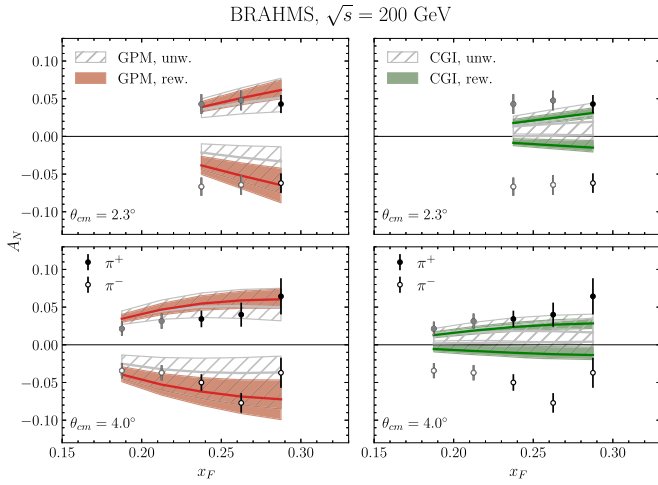 BRAHMS, √s = 200 GeV
GPM, unw.
GPM, rew.
CGI, unw.
CGI, rew.
0.10
0.05
0.00
−0.05
−0.10
θcm = 2.3°
θcm = 2.3°
A_N
π+
π−
π+
π−
0.10
0.05
0.00
−0.05
−0.10
θcm = 4.0°
θcm = 4.0°
0.15 0.20 0.25 0.30 0.15 0.20 0.25 0.30
x_F x_F